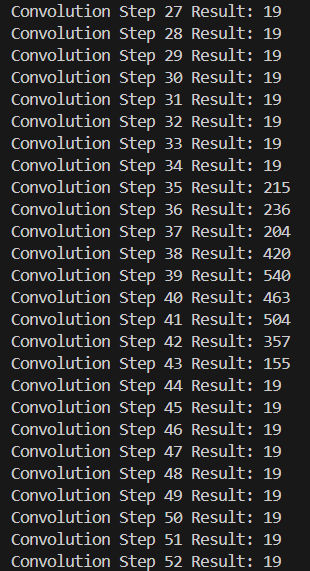 Convolution Step 27 Result: 19
Convolution Step 28 Result: 19
Convolution Step 29 Result: 19
Convolution Step 30 Result: 19
Convolution Step 31 Result: 19
Convolution Step 32 Result: 19
Convolution Step 33 Result: 19
Convolution Step 34 Result: 19
Convolution Step 35 Result: 215
Convolution Step 36 Result: 236
Convolution Step 37 Result: 204
Convolution Step 38 Result: 420
Convolution Step 39 Result: 540
Convolution Step 40 Result: 463
Convolution Step 41 Result: 504
Convolution Step 42 Result: 357
Convolution Step 43 Result: 155
Convolution Step 44 Result: 19
Convolution Step 45 Result: 19
Convolution Step 46 Result: 19
Convolution Step 47 Result: 19
Convolution Step 48 Result: 19
Convolution Step 49 Result: 19
Convolution Step 50 Result: 19
Convolution Step 51 Result: 19
Convolution Step 52 Result: 19